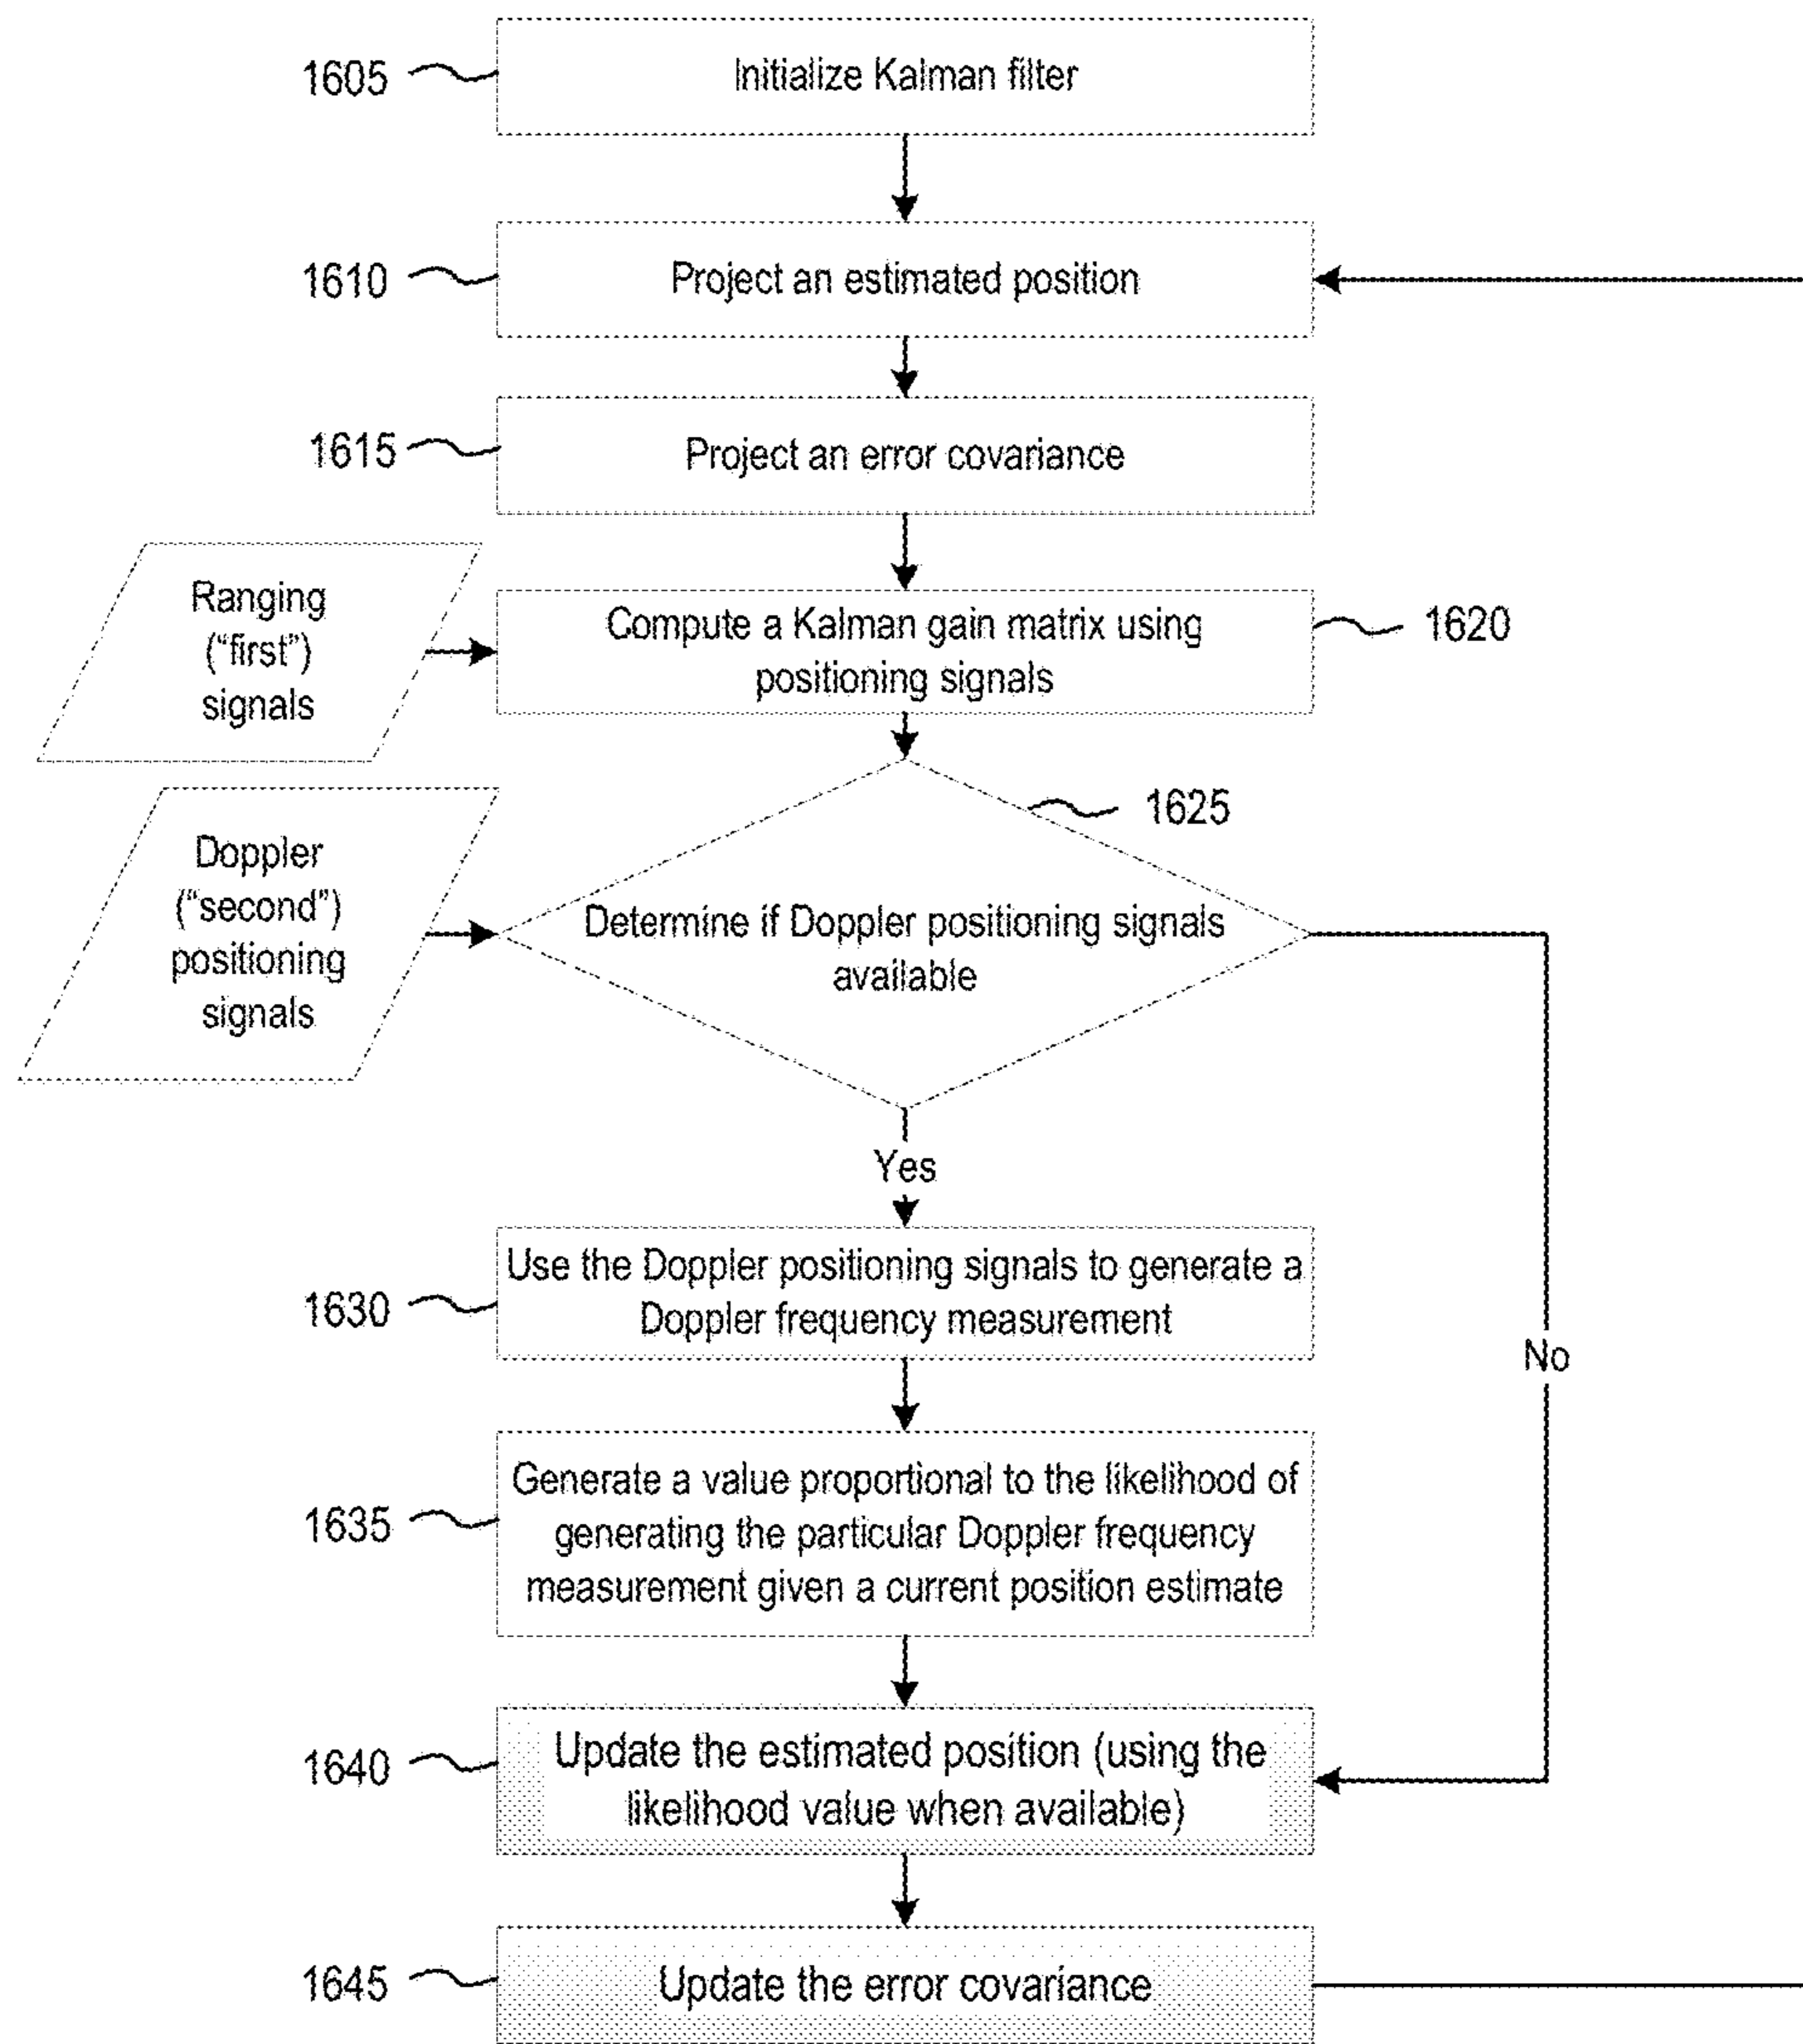 1605
Initialize Kalman filter
1610
Project an estimated position
1615
Project an error covariance
Ranging
(“first”)
signals
Compute a Kalman gain matrix using
positioning signals
1620
1625
Doppler
(“second”)
positioning
signals
Determine if Doppler positioning signals
available
Yes
No
1630
Use the Doppler positioning signals to generate a
Doppler frequency measurement
1635
Generate a value proportional to the likelihood of
generating the particular Doppler frequency
measurement given a current position estimate
1640
Update the estimated position (using the
likelihood value when available)
1645
Update the error covariance